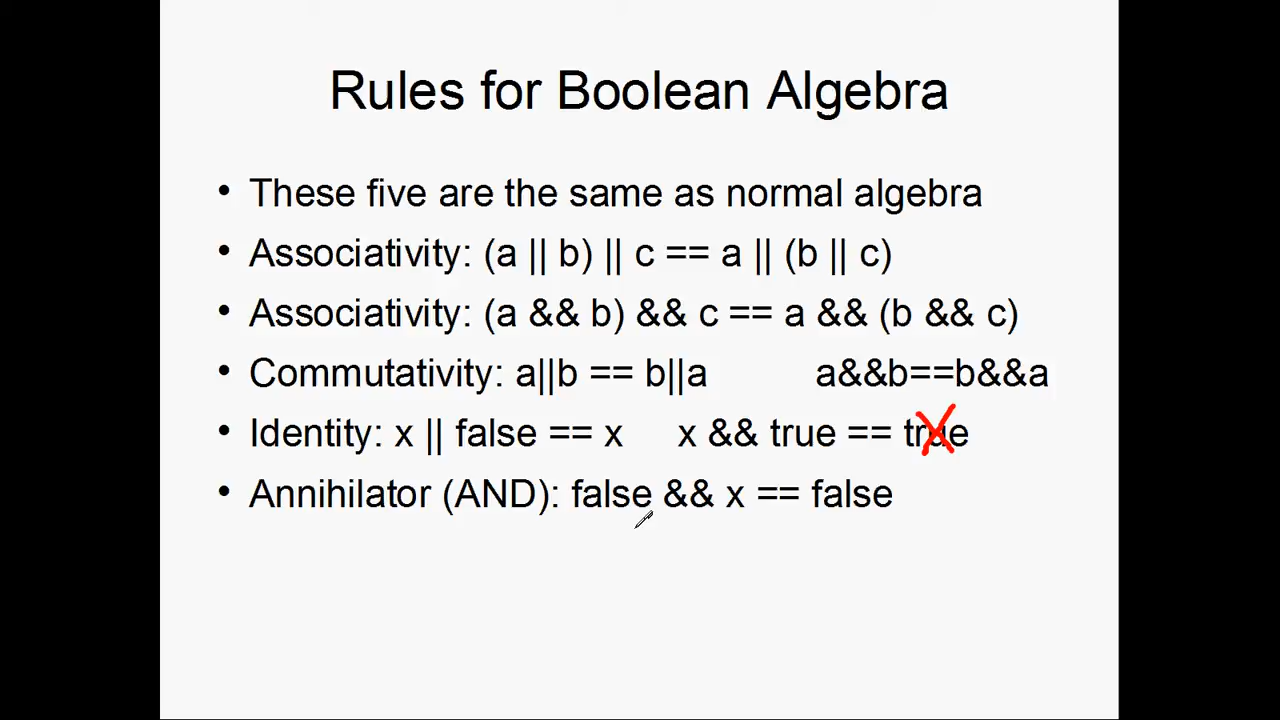 Rules for Boolean Algebra
• These five are the same as normal algebra
• Associativity: (a || b) || c == a || (b || c)
• Associativity: (a && b) && c == a && (b && c)
• Commutativity: a||b == b||a a&&b==b&&a
• Identity: x || false == x x && true == true
• Annihilator (AND): false && x == false